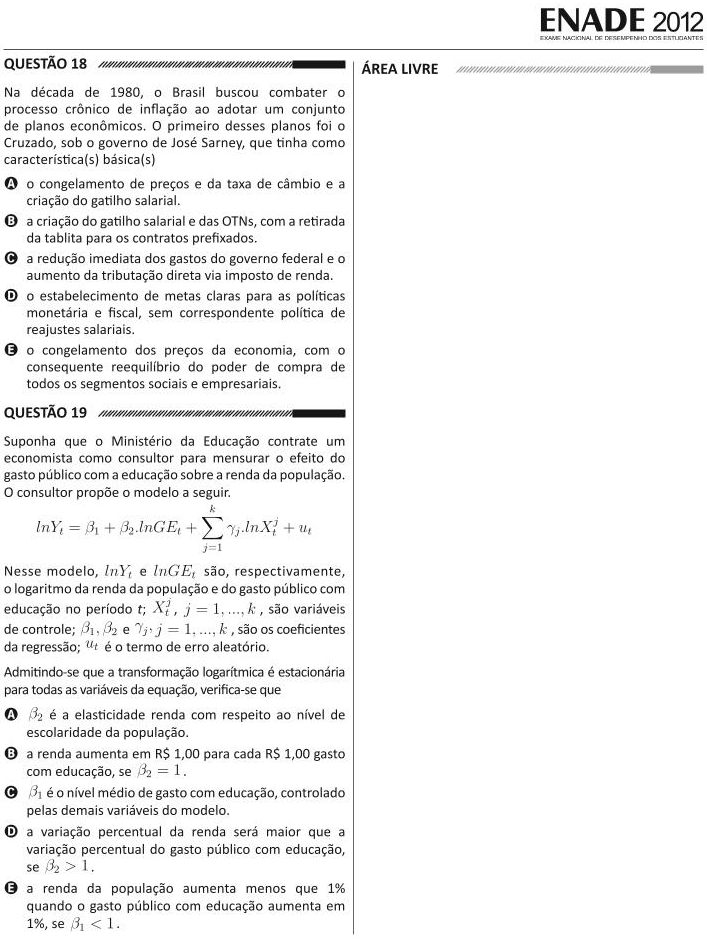 ENADE 2012
EXAME NACIONAL DE DESEMPENHO DOS ESTUDANTES
QUESTÃO 18
Na década de 1980, o Brasil buscou combater o
processo crônico de inflação ao adotar um conjunto
de planos econômicos. O primeiro desses planos foi o
Cruzado, sob o governo de José Sarney, que tinha como
característica(s) básica(s)
A o congelamento de preços e da taxa de câmbio e a
criação do gatilho salarial.
B a criação do gatilho salarial e das OTNs, com a retirada
da tablita para os contratos prefixados.
C a redução imediata dos gastos do governo federal e o
aumento da tributação direta via imposto de renda.
D o estabelecimento de metas claras para as políticas
monetária e fiscal, sem correspondente política de
reajustes salariais.
E o congelamento dos preços da economia, com o
consequente reequilíbrio do poder de compra de
todos os segmentos sociais e empresariais.
QUESTÃO 19
Suponha que o Ministério da Educação contrate um
economista como consultor para mensurar o efeito do
gasto público com a educação sobre a renda da população.
O consultor propõe o modelo a seguir.
lnY_t = β_1 + β_2.lnGE_t + ∑_{j=1}^{k} γ_j.lnX_t^j + u_t
Nesse modelo, lnY_t e lnGE_t são, respectivamente,
o logaritmo da renda da população e do gasto público com
educação no período t; X_t^j, j = 1, ..., k , são variáveis
de controle; β_1, β_2 e γ_j, j = 1, ..., k , são os coeficientes
da regressão; u_t é o termo de erro aleatório.
Admitindo-se que a transformação logarítmica é estacionária
para todas as variáveis da equação, verifica-se que
A β_2 é a elasticidade renda com respeito ao nível de
escolaridade da população.
B a renda aumenta em R$ 1,00 para cada R$ 1,00 gasto
com educação, se β_2 = 1.
C β_1 é o nível médio de gasto com educação, controlado
pelas demais variáveis do modelo.
D a variação percentual da renda será maior que a
variação percentual do gasto público com educação,
se β_2 > 1.
E a renda da população aumenta menos que 1%
quando o gasto público com educação aumenta em
1%, se β_1 < 1.
ÁREA LIVRE